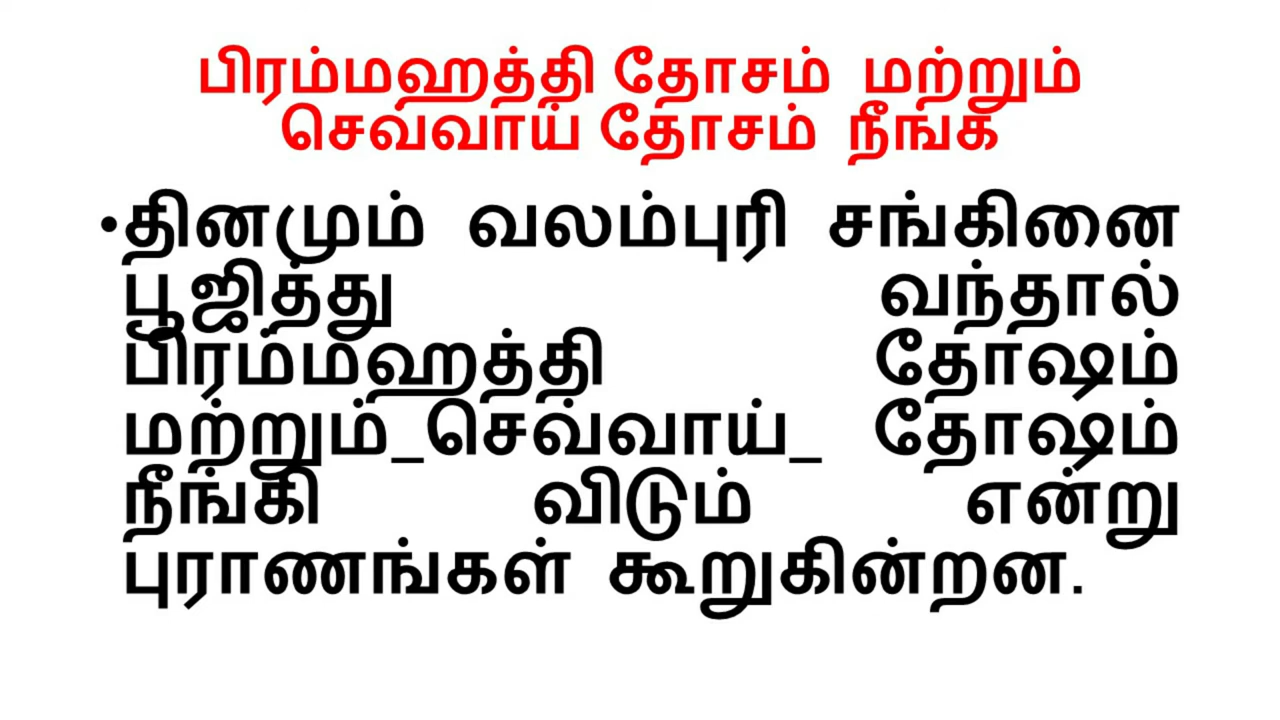 பிரம்மஹத்தி தோசம் மற்றும்
செவ்வாய் தோசம் நீங்க
•தினமும் வலம்புரி சங்கினை
பூஜித்து வந்தால்
பிரம்மஹத்தி தோஷம்
மற்றும்_செவ்வாய்_ தோஷம்
நீங்கி விடும் என்று
புராணங்கள் கூறுகின்றன.